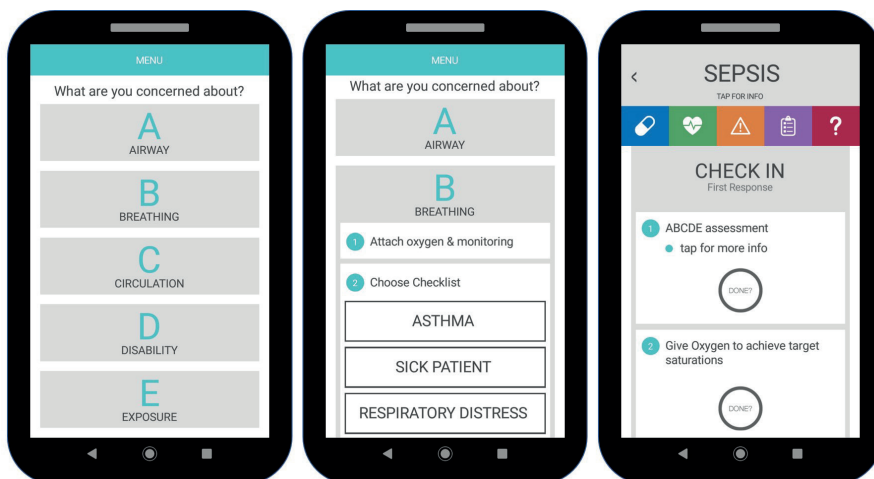 MENU
What are you concerned about?
A
AIRWAY
B
BREATHING
C
CIRCULATION
D
DISABILITY
E
EXPOSURE
MENU
What are you concerned about?
A
AIRWAY
B
BREATHING
1 Attach oxygen & monitoring
2 Choose Checklist
ASTHMA
SICK PATIENT
RESPIRATORY DISTRESS
SEPSIS
TAP FOR INFO
?
CHECK IN
First Response
1 ABCDE assessment
tap for more info
DONE?
2 Give Oxygen to achieve target
saturations
DONE?